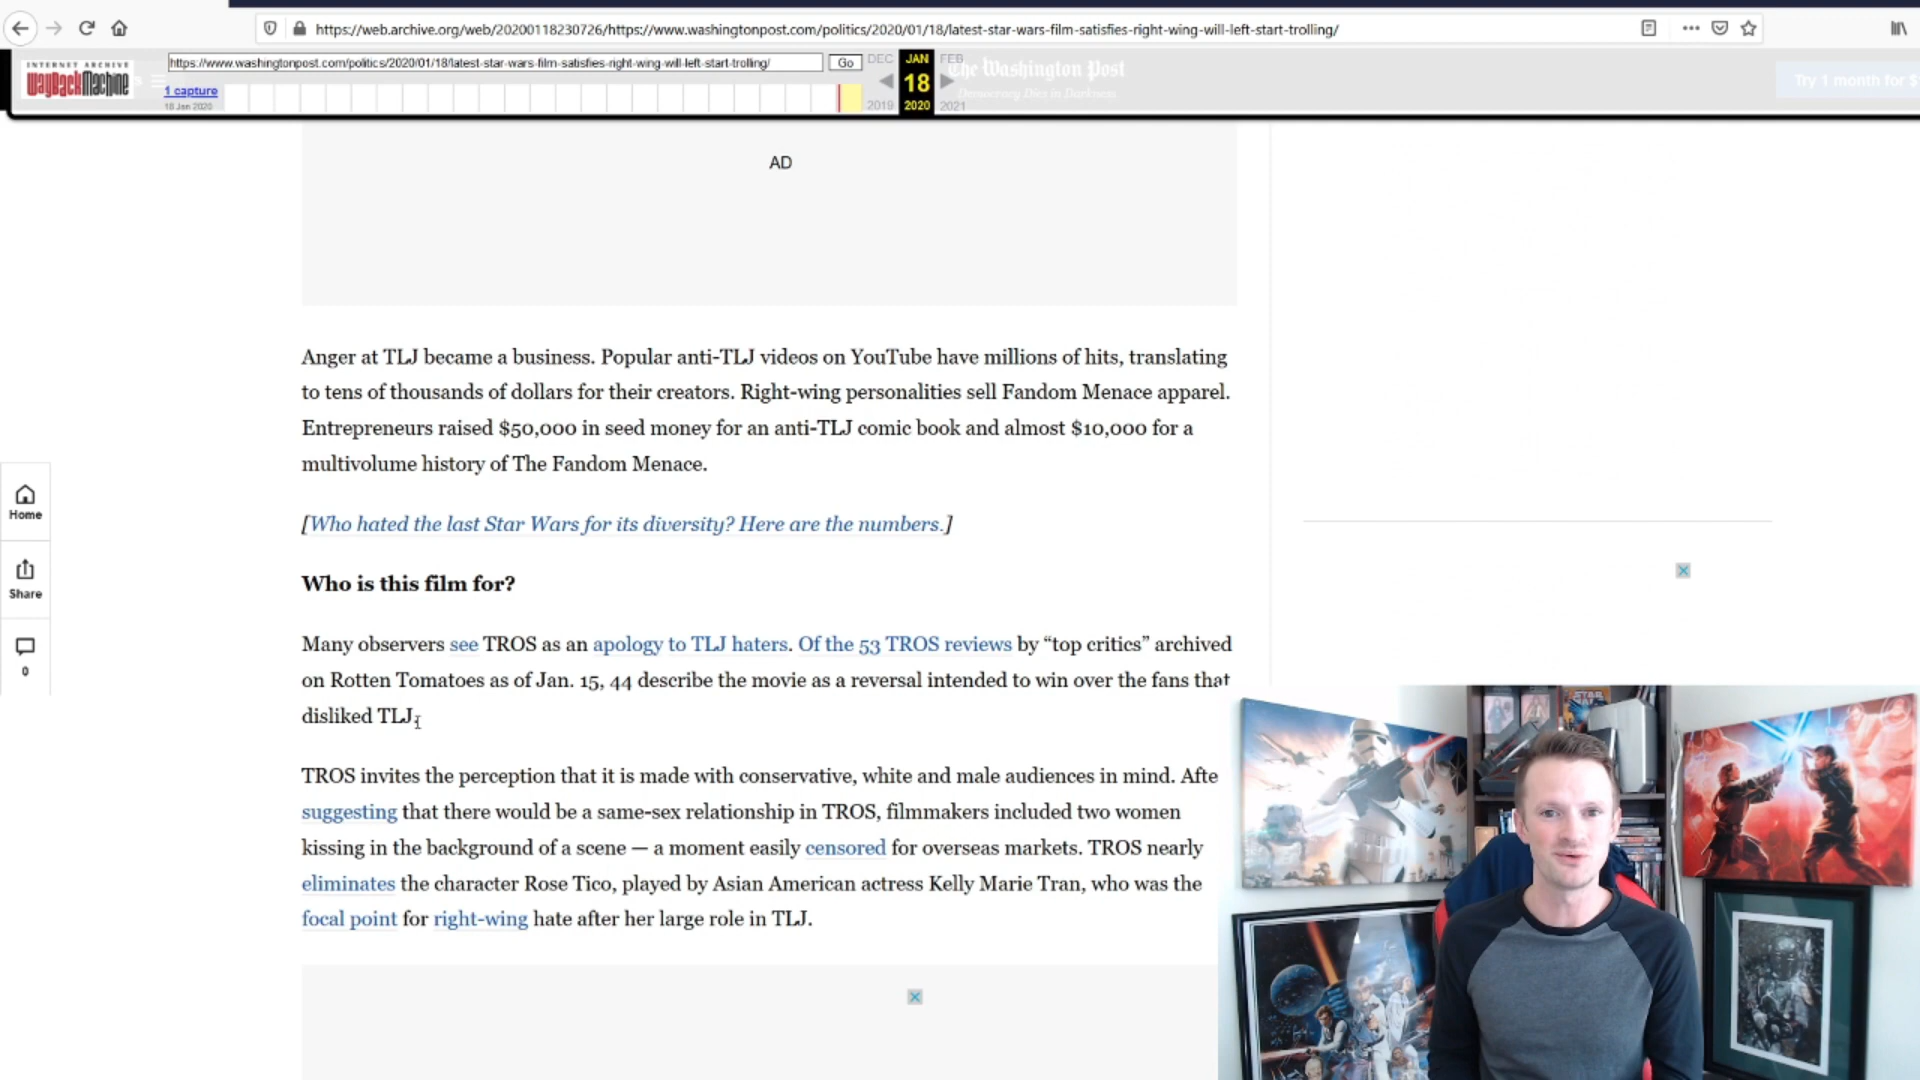 https://web.archive.org/web/20200118230726/https://www.washingtonpost.com/politics/2020/01/18/latest-star-wars-film-satisfies-right-wing-will-left-start-trolling/
INTERNET ARCHIVE
WayBackMachine
https://www.washingtonpost.com/politics/2020/01/18/latest-star-wars-film-satisfies-right-wing-will-left-start-trolling/
Go
DEC
JAN
FEB
1 capture
18 Jan 2020
18
2019
2020
2021
The Washington Post
Democracy Dies in Darkness
Try 1 month for $
AD
Anger at TLJ became a business. Popular anti-TLJ videos on YouTube have millions of hits, translating
to tens of thousands of dollars for their creators. Right-wing personalities sell Fandom Menace apparel.
Entrepreneurs raised $50,000 in seed money for an anti-TLJ comic book and almost $10,000 for a
multivolume history of The Fandom Menace.
[Who hated the last Star Wars for its diversity? Here are the numbers.]
Who is this film for?
Many observers see TROS as an apology to TLJ haters. Of the 53 TROS reviews by “top critics” archived
on Rotten Tomatoes as of Jan. 15, 44 describe the movie as a reversal intended to win over the fans that
disliked TLJ.
TROS invites the perception that it is made with conservative, white and male audiences in mind. Afte
suggesting that there would be a same-sex relationship in TROS, filmmakers included two women
kissing in the background of a scene — a moment easily censored for overseas markets. TROS nearly
eliminates the character Rose Tico, played by Asian American actress Kelly Marie Tran, who was the
focal point for right-wing hate after her large role in TLJ.
Home
Share
0